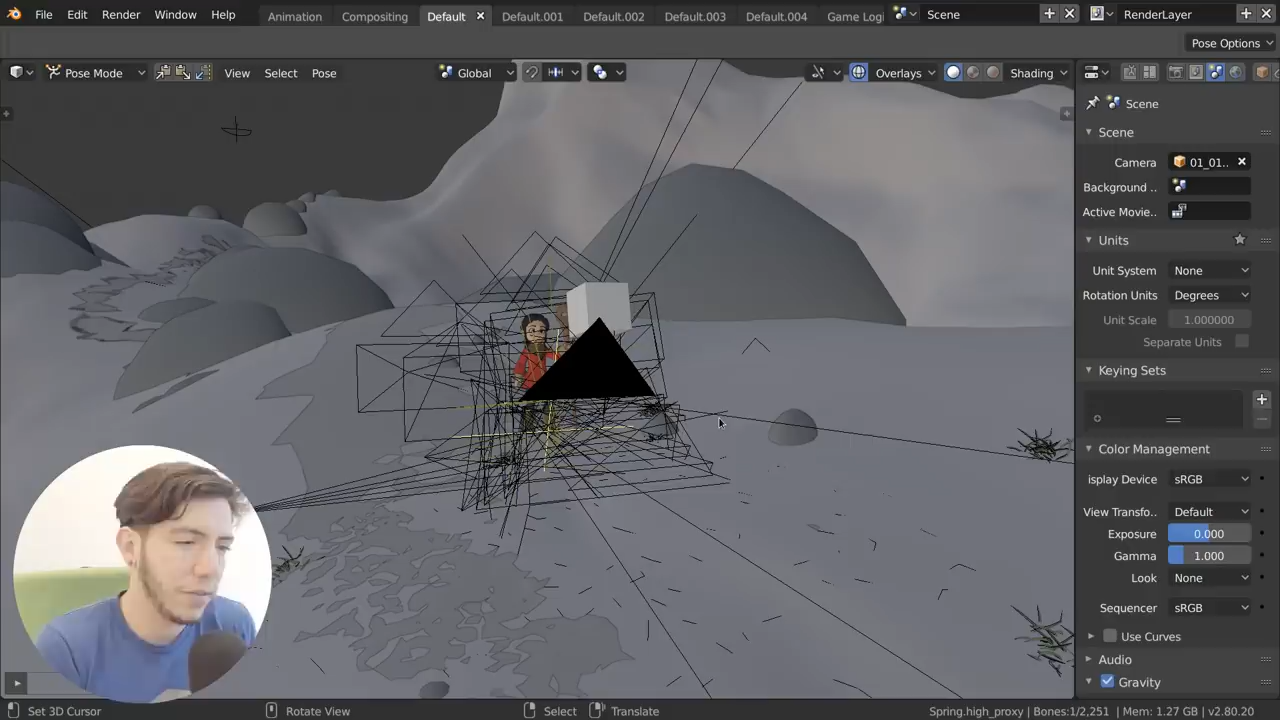 File Edit Render Window Help Animation Compositing Default Default.001 Default.002 Default.003 Default.004 Game Logi Scene RenderLayer
Pose Options
Pose Mode View Select Pose Global Overlays Shading
Scene
Scene
Camera 01_01..
Background ..
Active Movie..
Units
Unit System None
Rotation Units Degrees
Unit Scale 1.000000
Separate Units
Keying Sets
Color Management
isplay Device sRGB
View Transfo.. Default
Exposure 0.000
Gamma 1.000
Look None
Sequencer sRGB
Use Curves
Audio
Gravity
Set 3D Cursor Rotate View Select Translate Spring.high_proxy | Bones:1/2,251 | Mem: 1.27 GB | v2.80.20